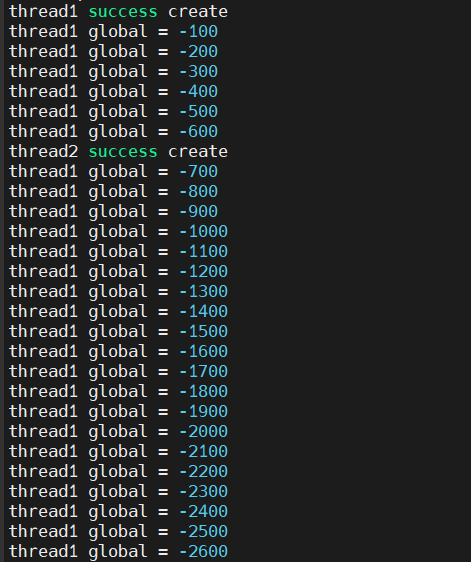 thread1 success create
thread1 global = -100
thread1 global = -200
thread1 global = -300
thread1 global = -400
thread1 global = -500
thread1 global = -600
thread2 success create
thread1 global = -700
thread1 global = -800
thread1 global = -900
thread1 global = -1000
thread1 global = -1100
thread1 global = -1200
thread1 global = -1300
thread1 global = -1400
thread1 global = -1500
thread1 global = -1600
thread1 global = -1700
thread1 global = -1800
thread1 global = -1900
thread1 global = -2000
thread1 global = -2100
thread1 global = -2200
thread1 global = -2300
thread1 global = -2400
thread1 global = -2500
thread1 global = -2600